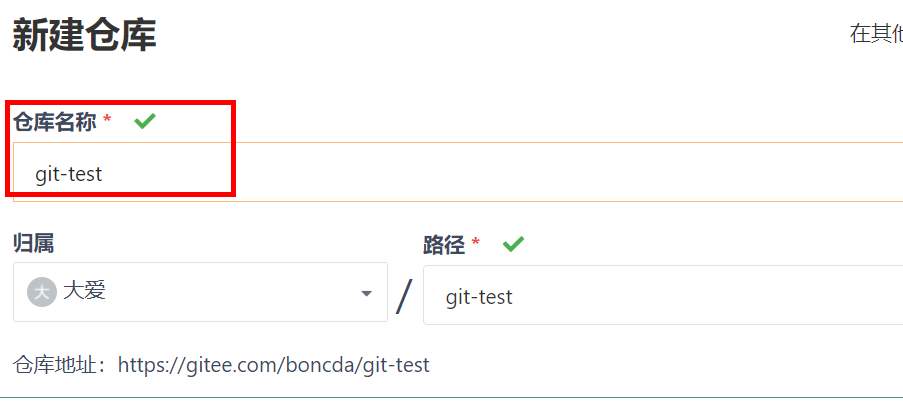 新建仓库
在其他
仓库名称 *
git-test
归属
路径 *
大 大爱
/
git-test
仓库地址：https://gitee.com/boncda/git-test